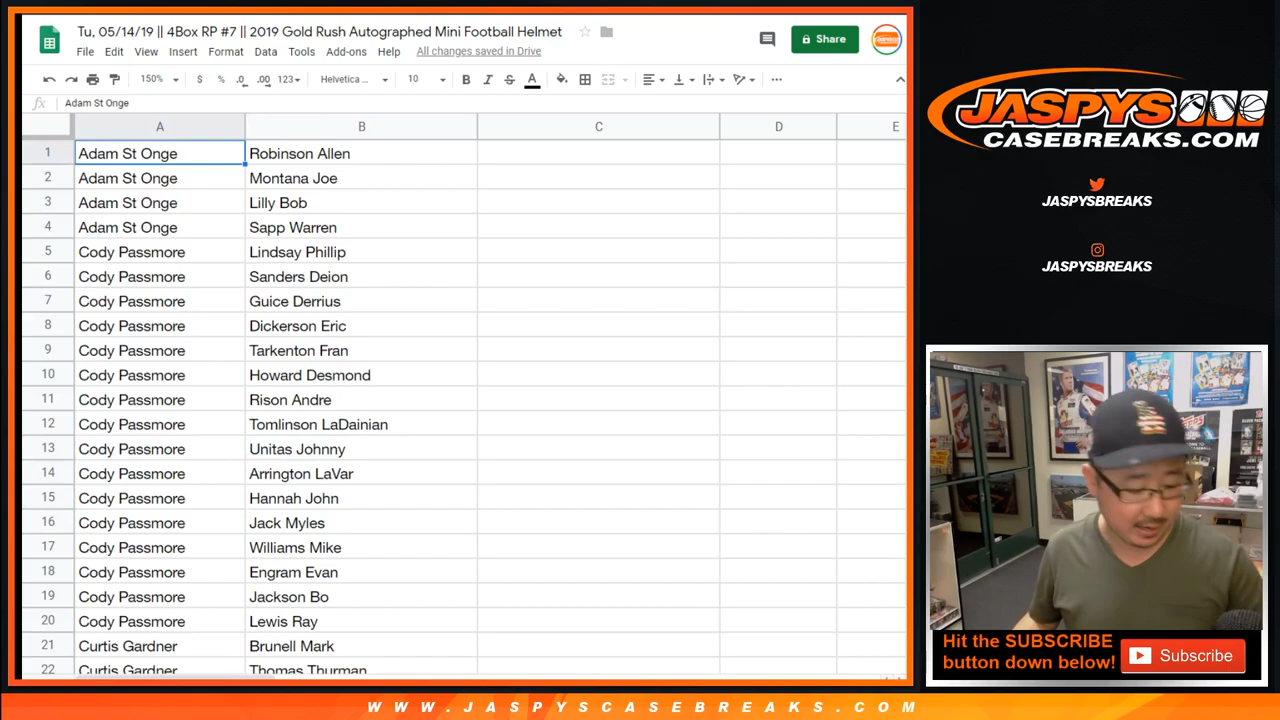 Tu, 05/14/19 || 4Box RP #7 || 2019 Gold Rush Autographed Mini Football Helmet
File Edit View Insert Format Data Tools Add-ons Help All changes saved in Drive
Share
150% $ % .0 .00 123 Helvetica ... 10 B I S A
fx Adam St Onge
A B C D E
1 Adam St Onge Robinson Allen
2 Adam St Onge Montana Joe
3 Adam St Onge Lilly Bob
4 Adam St Onge Sapp Warren
5 Cody Passmore Lindsay Phillip
6 Cody Passmore Sanders Deion
7 Cody Passmore Guice Derrius
8 Cody Passmore Dickerson Eric
9 Cody Passmore Tarkenton Fran
10 Cody Passmore Howard Desmond
11 Cody Passmore Rison Andre
12 Cody Passmore Tomlinson LaDainian
13 Cody Passmore Unitas Johnny
14 Cody Passmore Arrington LaVar
15 Cody Passmore Hannah John
16 Cody Passmore Jack Myles
17 Cody Passmore Williams Mike
18 Cody Passmore Engram Evan
19 Cody Passmore Jackson Bo
20 Cody Passmore Lewis Ray
21 Curtis Gardner Brunell Mark
22 Curtis Gardner Thomas Thurman
JASPYS
CASEBREAKS.COM
JASPYSBREAKS
JASPYSBREAKS
Hit the SUBSCRIBE
button down below!
Subscribe
WWW.JASPYSCASEBREAKS.COM